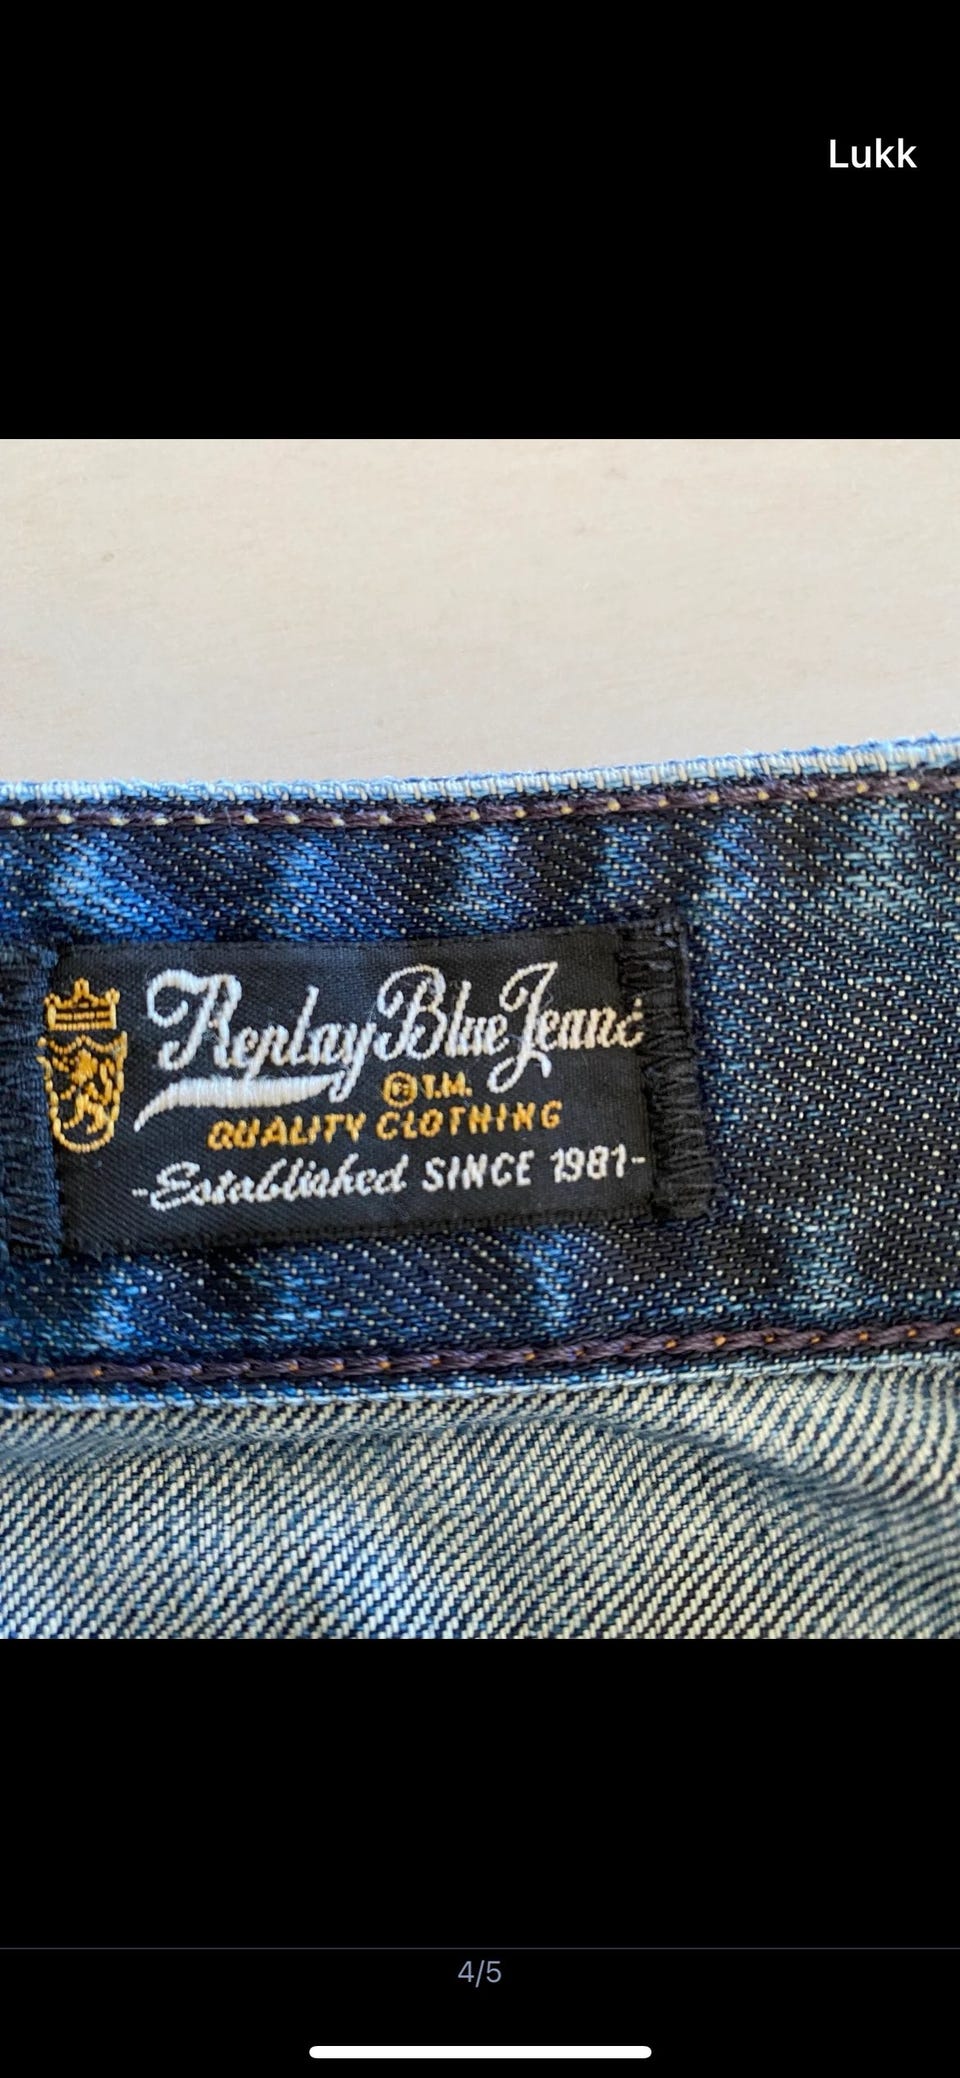 Lukk
Replay Blue Jeans
® T.M.
QUALITY CLOTHING
-Established SINCE 1981-
4/5